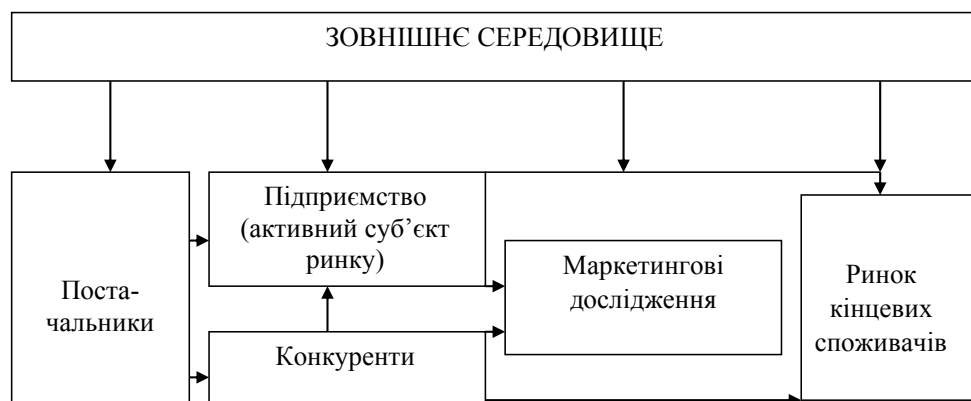 ЗОВНІШНЄ СЕРЕДОВИЩЕ
Поста-
чальники
Підприємство
(активний суб’єкт
ринку)
Конкуренти
Маркетингові
дослідження
Ринок
кінцевих
споживачів